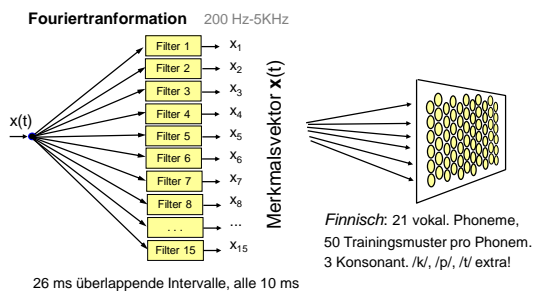 Fouriertranformation 200 Hz-5KHz
x(t)
Filter 1 x1
Filter 2 x2
Filter 3 x3
Filter 4 x4
Filter 5 x5
Filter 6 x6
Filter 7 x7
Filter 8 x8
. . . ...
Filter 15 x15
Merkmalsvektor x(t)
Finnisch: 21 vokal. Phoneme,
50 Trainingsmuster pro Phonem.
3 Konsonant. /k/, /p/, /t/ extra!
26 ms überlappende Intervalle, alle 10 ms